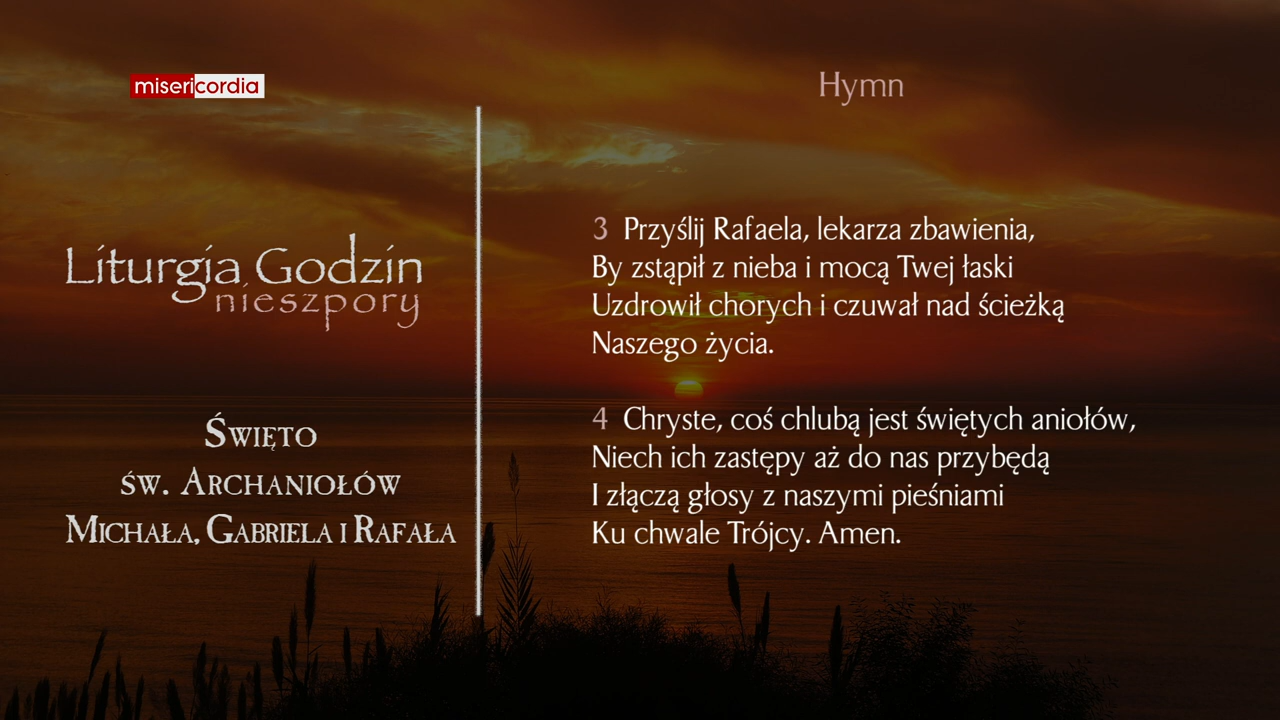 misericordia
Hymn
Liturgia Godzin
nieszpory
Święto
św. Archaniołów
Michała, Gabriela i Rafała
3 Przyślij Rafaela, lekarza zbawienia,
By zstąpił z nieba i mocą Twej łaski
Uzdrowił chorych i czuwał nad ścieżką
Naszego życia.
4 Chryste, coś chlubą jest świętych aniołów,
Niech ich zastępy aż do nas przybędą
I złączą głosy z naszymi pieśniami
Ku chwale Trójcy. Amen.